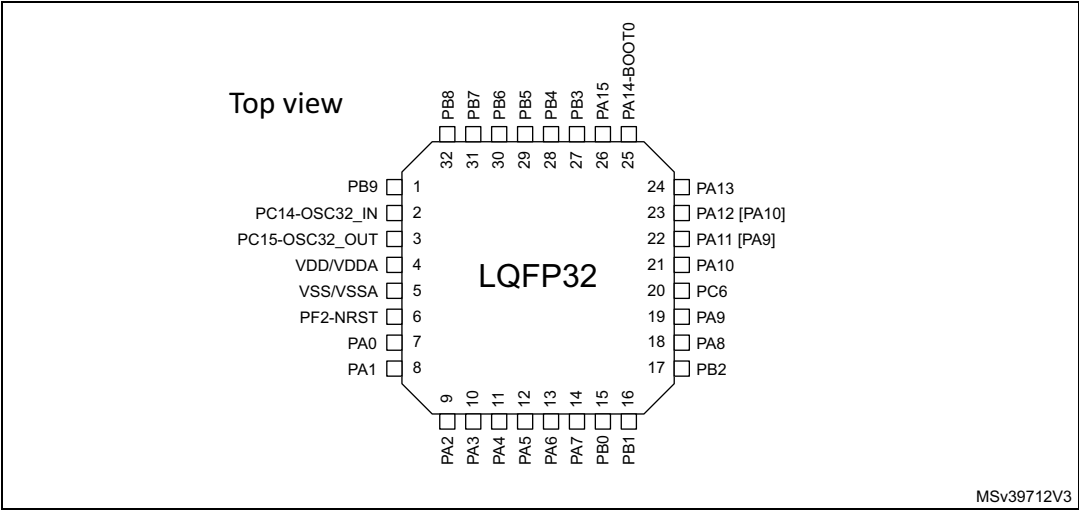 Top view
PB8
PB7
PB6
PB5
PB4
PB3
PA15
PA14-BOOT0
32
31
30
29
28
27
26
25
PB9 1
PC14-OSC32_IN 2
PC15-OSC32_OUT 3
VDD/VDDA 4
VSS/VSSA 5
PF2-NRST 6
PA0 7
PA1 8
LQFP32
24 PA13
23 PA12 [PA10]
22 PA11 [PA9]
21 PA10
20 PC6
19 PA9
18 PA8
17 PB2
9
10
11
12
13
14
15
16
PA2
PA3
PA4
PA5
PA6
PA7
PB0
PB1
MSv39712V3